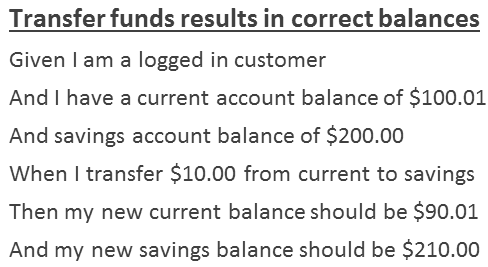 Transfer funds results in correct balances
Given I am a logged in customer
And I have a current account balance of $100.01
And savings account balance of $200.00
When I transfer $10.00 from current to savings
Then my new current balance should be $90.01
And my new savings balance should be $210.00